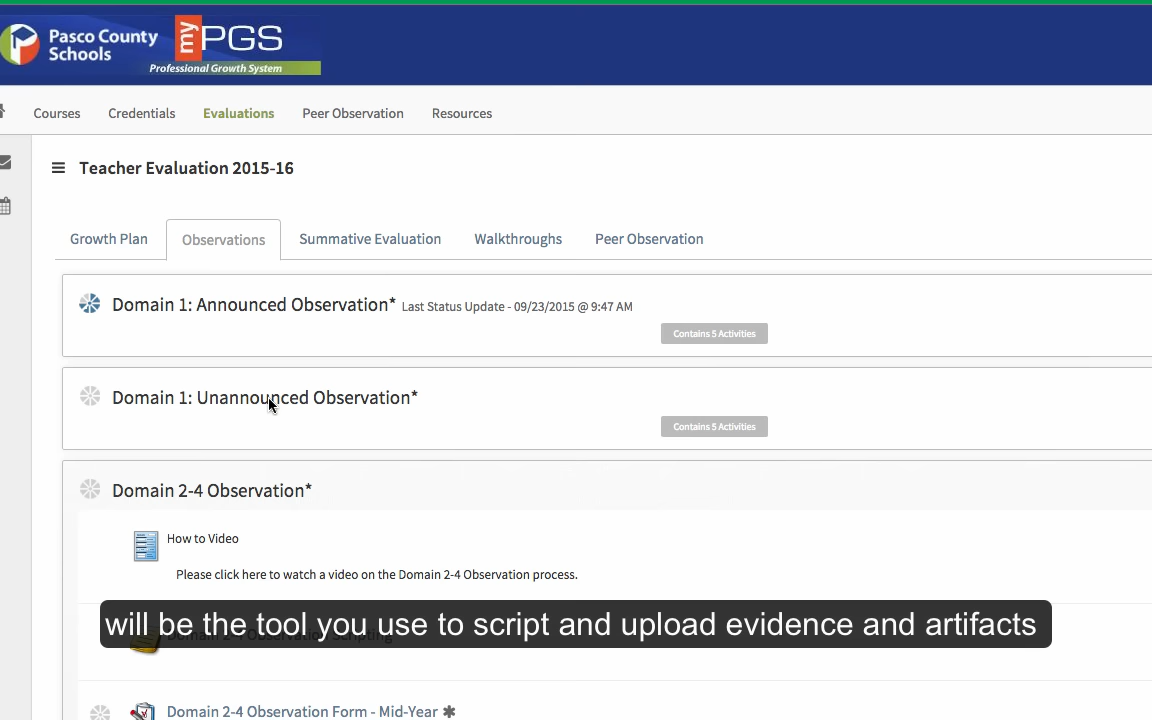 Pasco County
Schools
my PGS
Professional Growth System
Courses
Credentials
Evaluations
Peer Observation
Resources
Teacher Evaluation 2015-16
Growth Plan
Observations
Summative Evaluation
Walkthroughs
Peer Observation
Domain 1: Announced Observation* Last Status Update - 09/23/2015 @ 9:47 AM
Contains 5 Activities
Domain 1: Unannounced Observation*
Contains 5 Activities
Domain 2-4 Observation*
How to Video
Please click here to watch a video on the Domain 2-4 Observation process.
will be the tool you use to script and upload evidence and artifacts
Domain 2-4 Observation Form - Mid-Year ✱